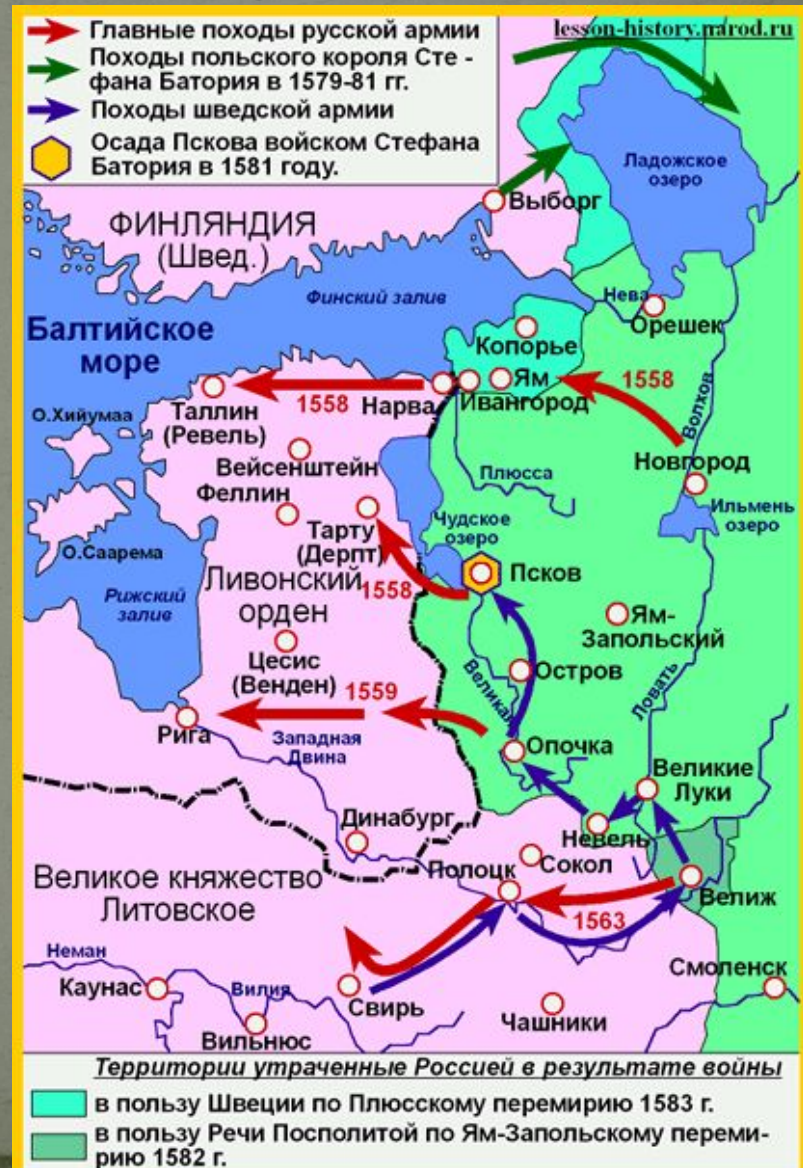 lesson-history.narod.ru
Главные походы русской армии
Походы польского короля Сте -
фана Батория в 1579-81 гг.
Походы шведской армии
Осада Пскова войском Стефана
Батория в 1581 году.
Ладожское
озеро
Выборг
ФИНЛЯНДИЯ
(Швед.)
Финский залив
Нева
Орешек
Балтийское
море
Копорье
Ям
1558
Нарва
Ивангород
1558
Таллин
(Ревель)
Волхов
О.Хийумаа
Вейсенштейн
Плюсса
Новгород
Феллин
Тарту
(Дерпт)
Чудское
озеро
Ильмень
озеро
О.Саарема
Псков
1558
Рижский
залив
Ливонский
орден
Ям-
Запольский
Цесис
(Венден)
Остров
Великая
Ловать
1559
Рига
Западная
Двина
Опочка
Великие
Луки
Динабург
Невель
Сокол
Полоцк
Велиж
Великое княжество
Литовское
1563
Неман
Смоленск
Каунас
Вилия
Свирь
Чашники
Вильнюс
Территории утраченные Россией в результате войны
в пользу Швеции по Плюсскому перемирию 1583 г.
в пользу Речи Посполитой по Ям-Запольскому переми-
рию 1582 г.